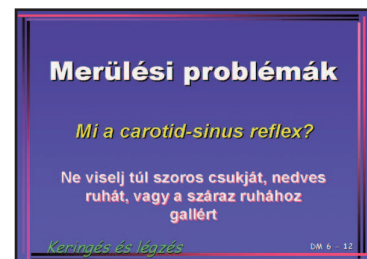 Merülési problémák
Mi a carotid-sinus reflex?
Ne viselj túl szoros csukját, nedves
ruhát, vagy a száraz ruhához
gallért
Keringés és légzés
DM 6 - 12